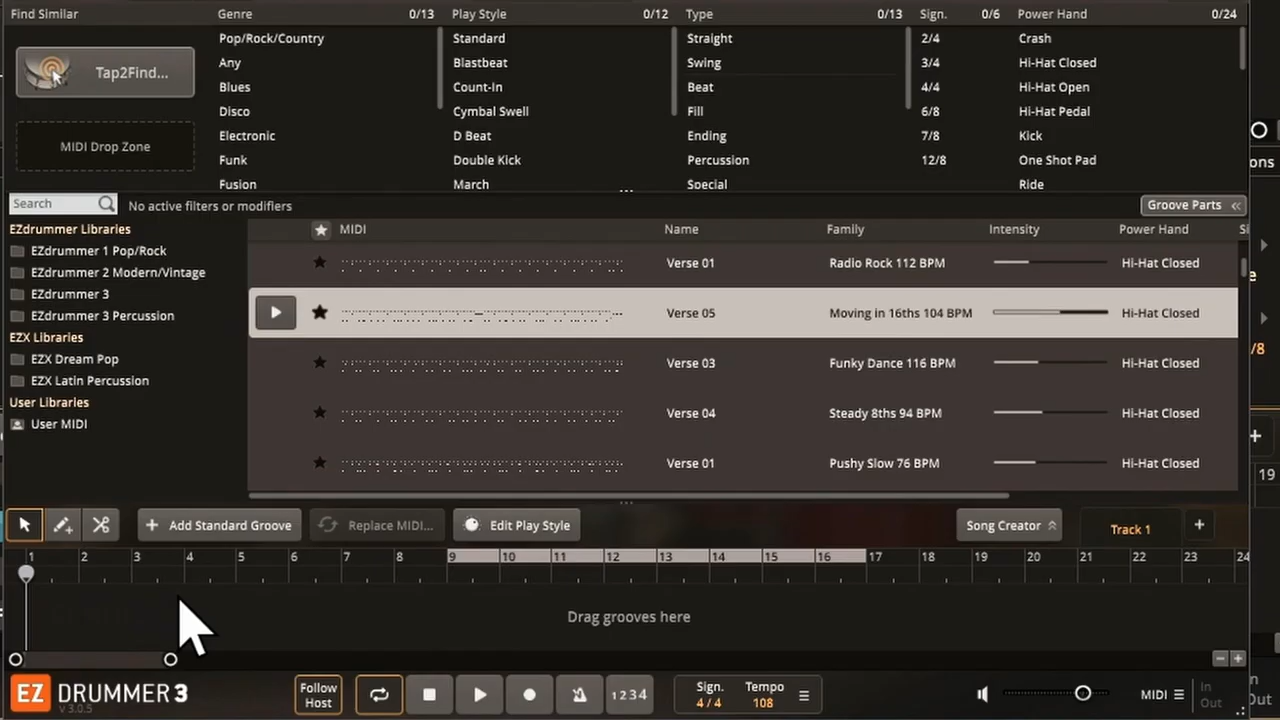 Find Similar Genre 0/13 Play Style 0/12 Type 0/13 Sign. 0/6 Power Hand 0/24
Pop/Rock/Country Standard Straight 2/4 Crash
Tap2Find... Any Blastbeat Swing 3/4 Hi-Hat Closed
Blues Count-In Beat 4/4 Hi-Hat Open
Disco Cymbal Swell Fill 6/8 Hi-Hat Pedal
Electronic D Beat Ending 7/8 Kick
MIDI Drop Zone Funk Double Kick Percussion 12/8 One Shot Pad
Fusion March Special Ride
ons
Search No active filters or modifiers Groove Parts
EZdrummer Libraries MIDI Name Family Intensity Power Hand
EZdrummer 1 Pop/Rock Verse 01 Radio Rock 112 BPM Hi-Hat Closed
EZdrummer 2 Modern/Vintage
EZdrummer 3
EZdrummer 3 Percussion Verse 05 Moving in 16ths 104 BPM Hi-Hat Closed
EZX Libraries
EZX Dream Pop Verse 03 Funky Dance 116 BPM Hi-Hat Closed
EZX Latin Percussion
User Libraries Verse 04 Steady 8ths 94 BPM Hi-Hat Closed
User MIDI
Verse 01 Pushy Slow 76 BPM Hi-Hat Closed
/8
19
Add Standard Groove Replace MIDI... Edit Play Style Song Creator Track 1
1 2 3 4 5 6 7 8 9 10 11 12 13 14 15 16 17 18 19 20 21 22 23 24
Drag grooves here
EZ DRUMMER 3 Follow Host 1 2 3 4 Sign. 4 / 4 Tempo 108 MIDI In Out
v 3.0.5